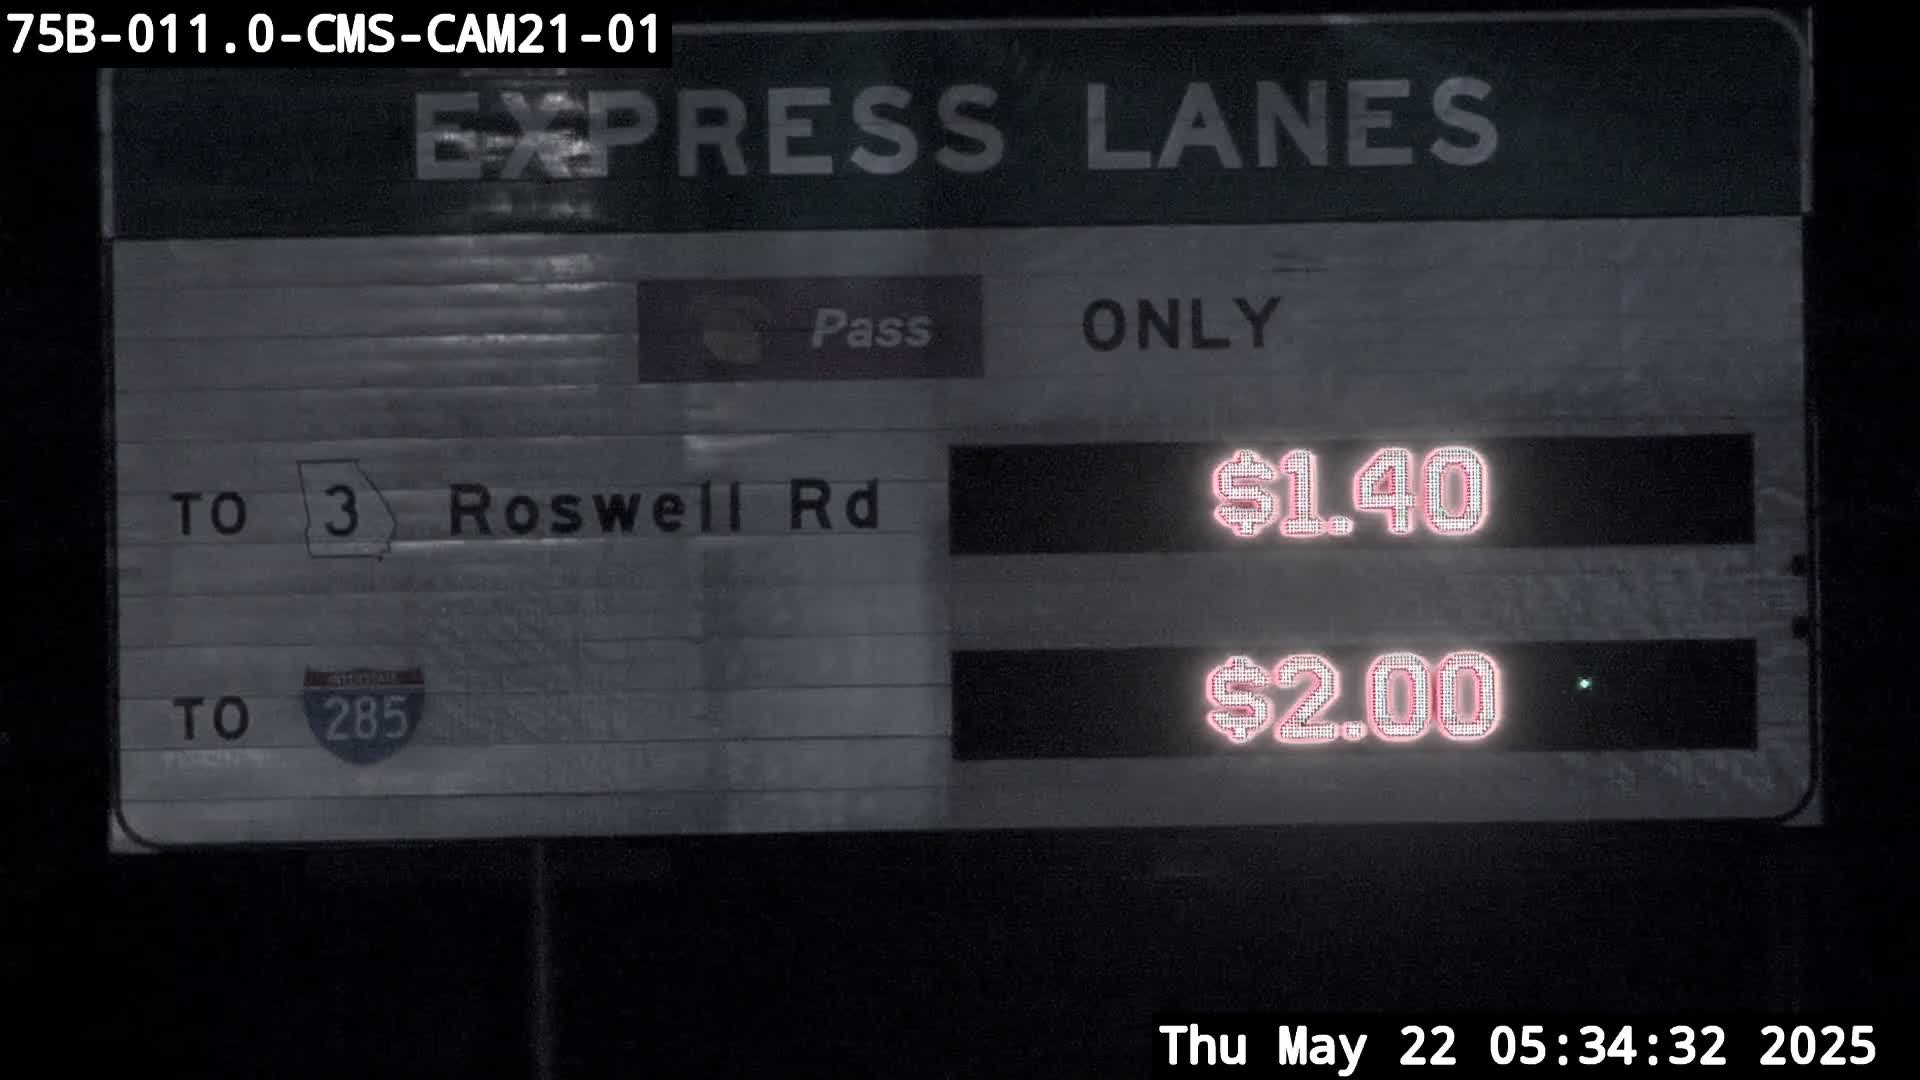 75B-011.0-CMS-CAM21-01
EXPRESS LANES
Pass ONLY
TO 3 Roswell Rd $1.40
INTERSTATE
TO 285 $2.00
Thu May 22 05:34:32 2025